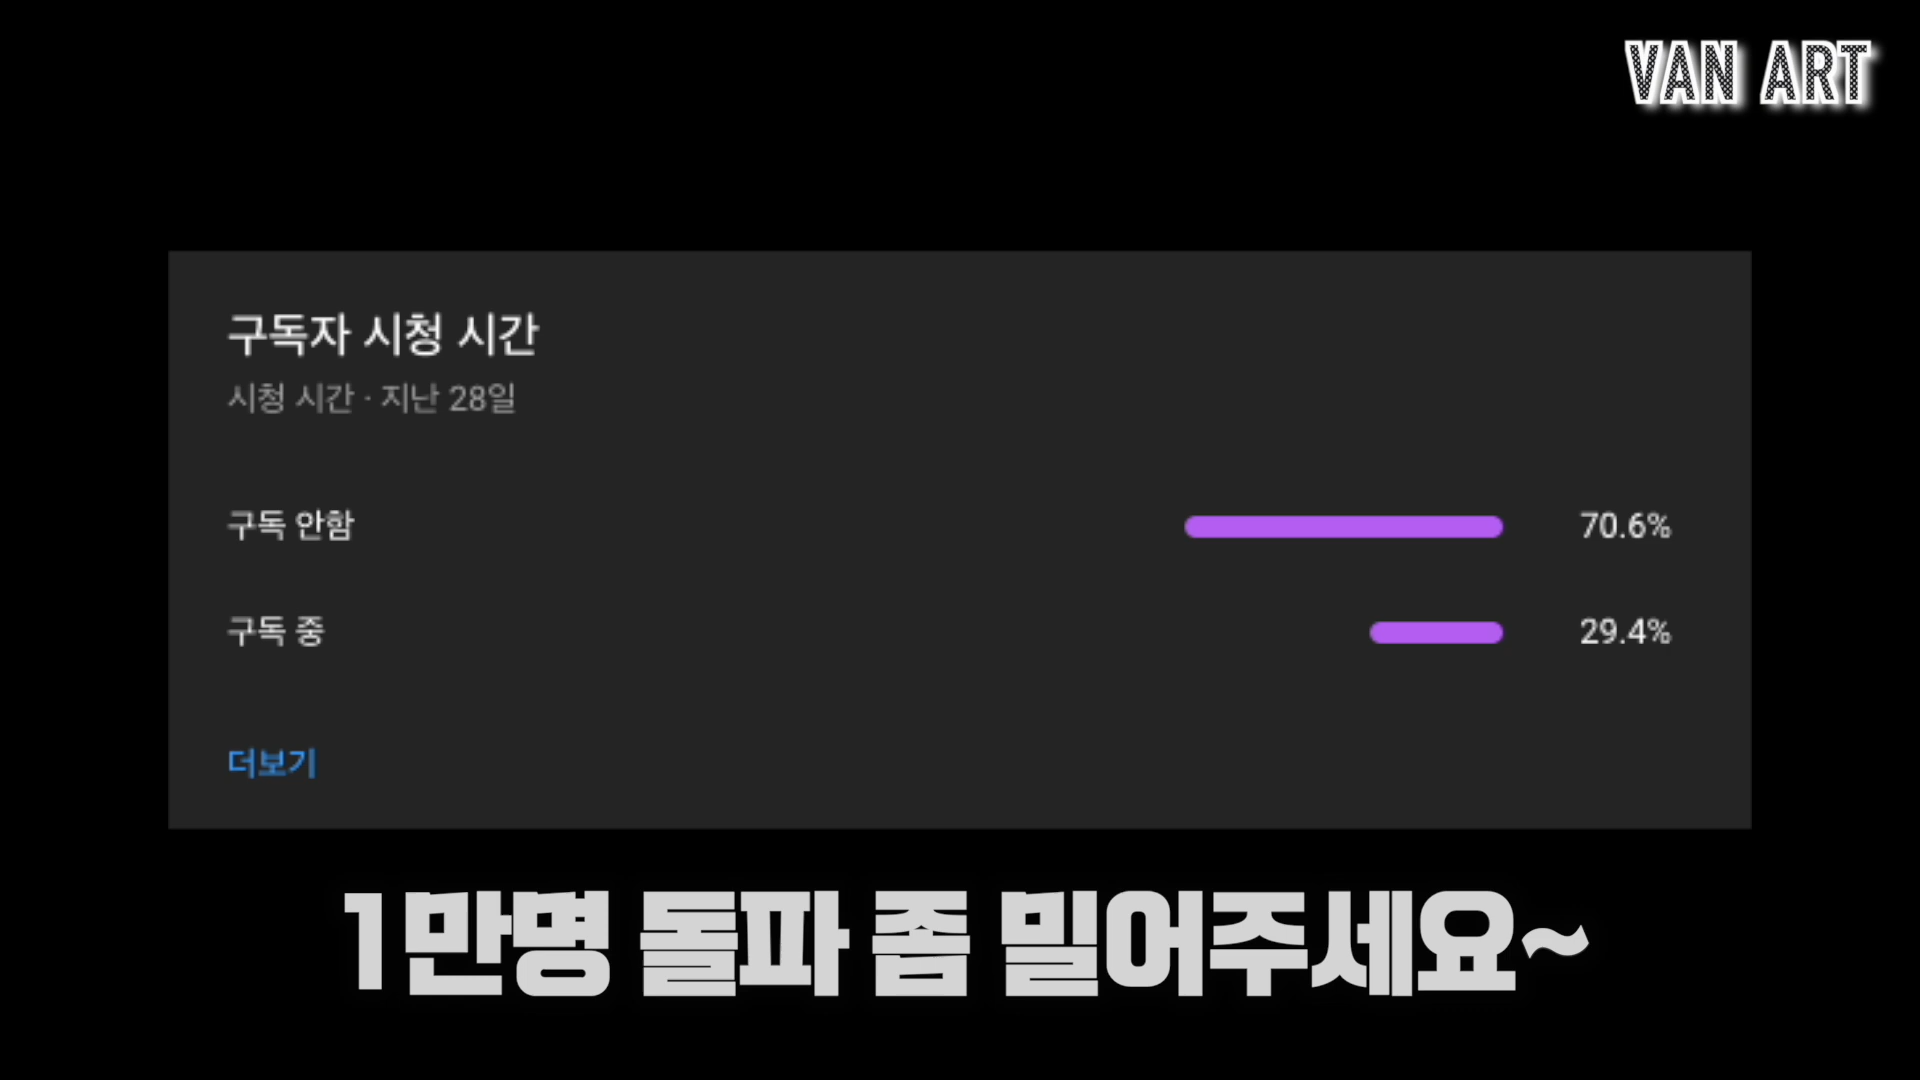 VAN ART
구독자 시청 시간
시청 시간 · 지난 28일
구독 안함 70.6%
구독 중 29.4%
더보기
1만명 돌파 좀 밀어주세요~